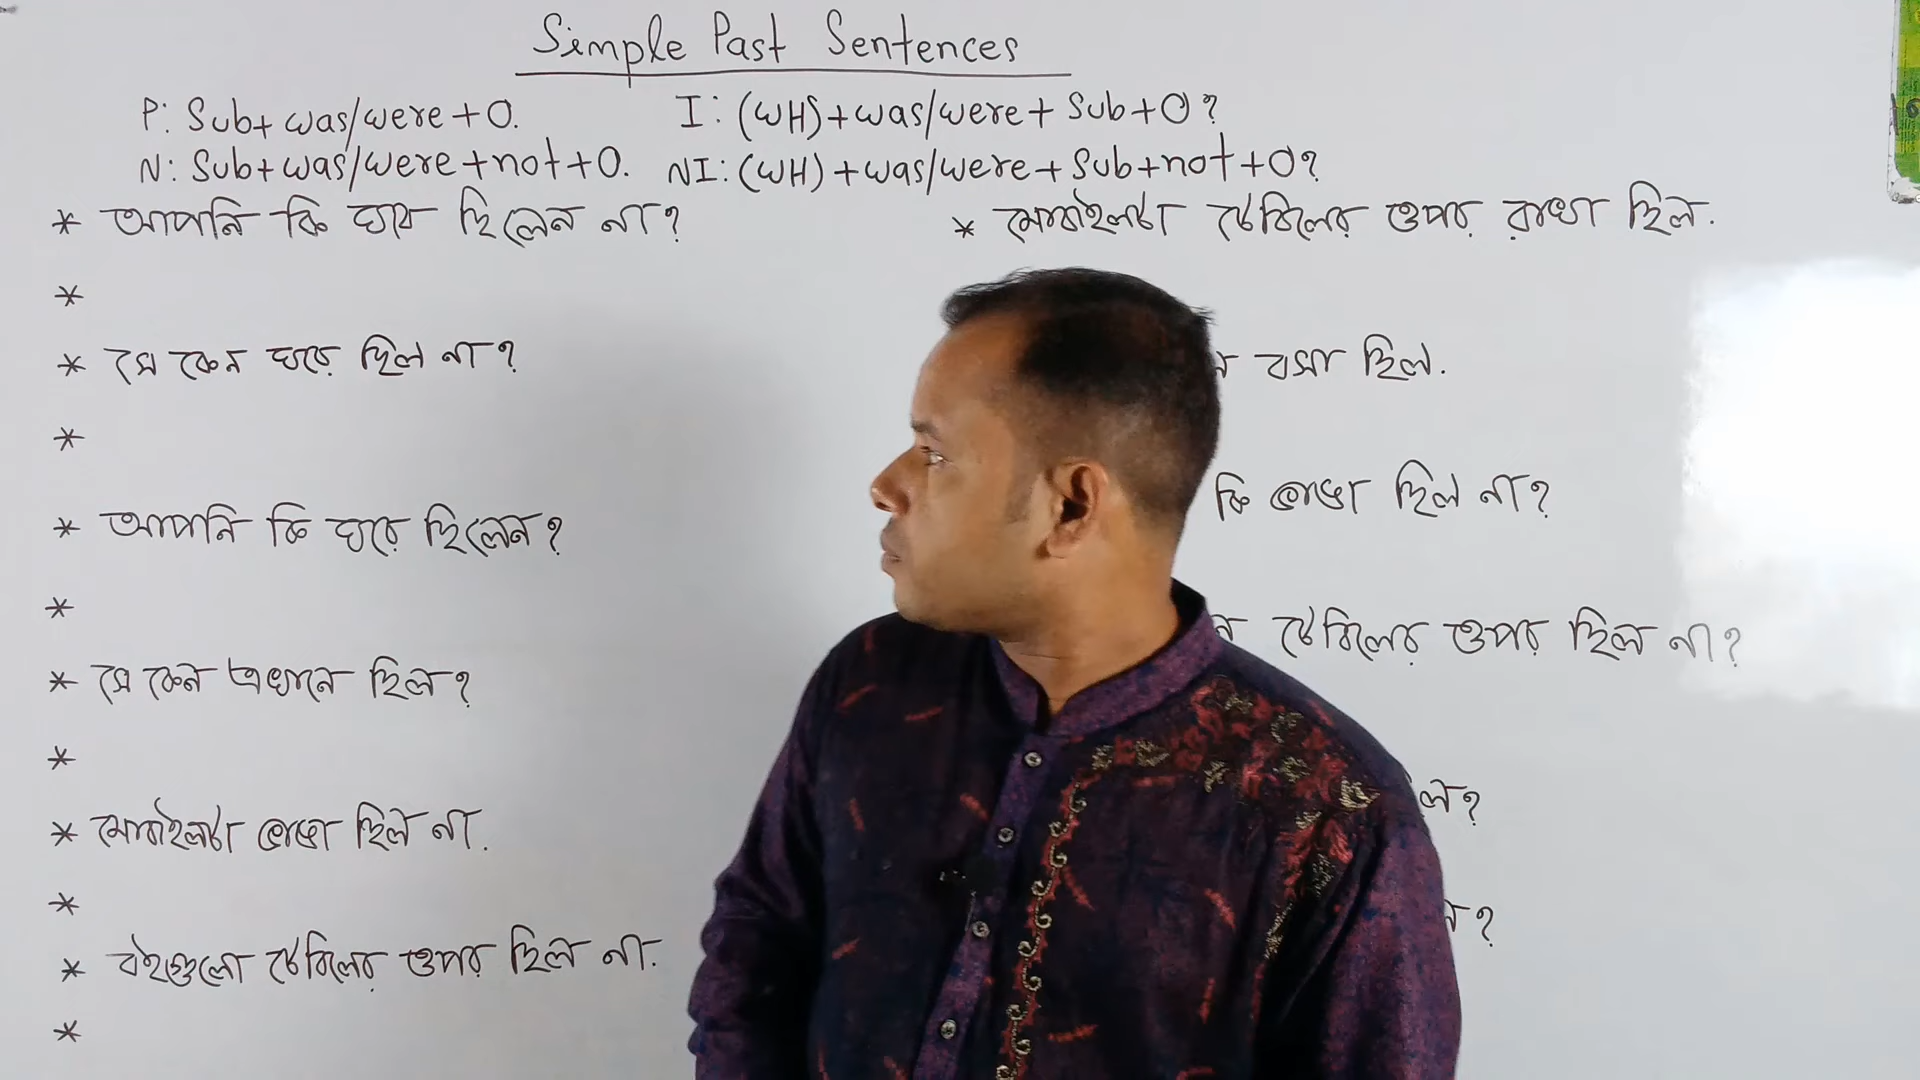 Simple Past Sentences
P: Sub+ was/were+O.
I: (WH)+was/were+ Sub+O?
N: Sub+was/were+not+O.
NI: (WH)+was/were+Sub+not+O?
* আপনি কি ঘরে ছিলেন না?
*
* সে কেন ঘরে ছিল না?
*
* আপনি কি ঘরে ছিলেন?
*
* সে কেন এখানে ছিল?
*
* মোবাইলটা ভাঙা ছিল না.
*
* বইগুলো টেবিলের ওপর ছিল না.
*
* মোবাইলটা টেবিলের ওপর রাখা ছিল.
বসা ছিল.
কি ভাঙা ছিল না?
টেবিলের ওপর ছিল না?